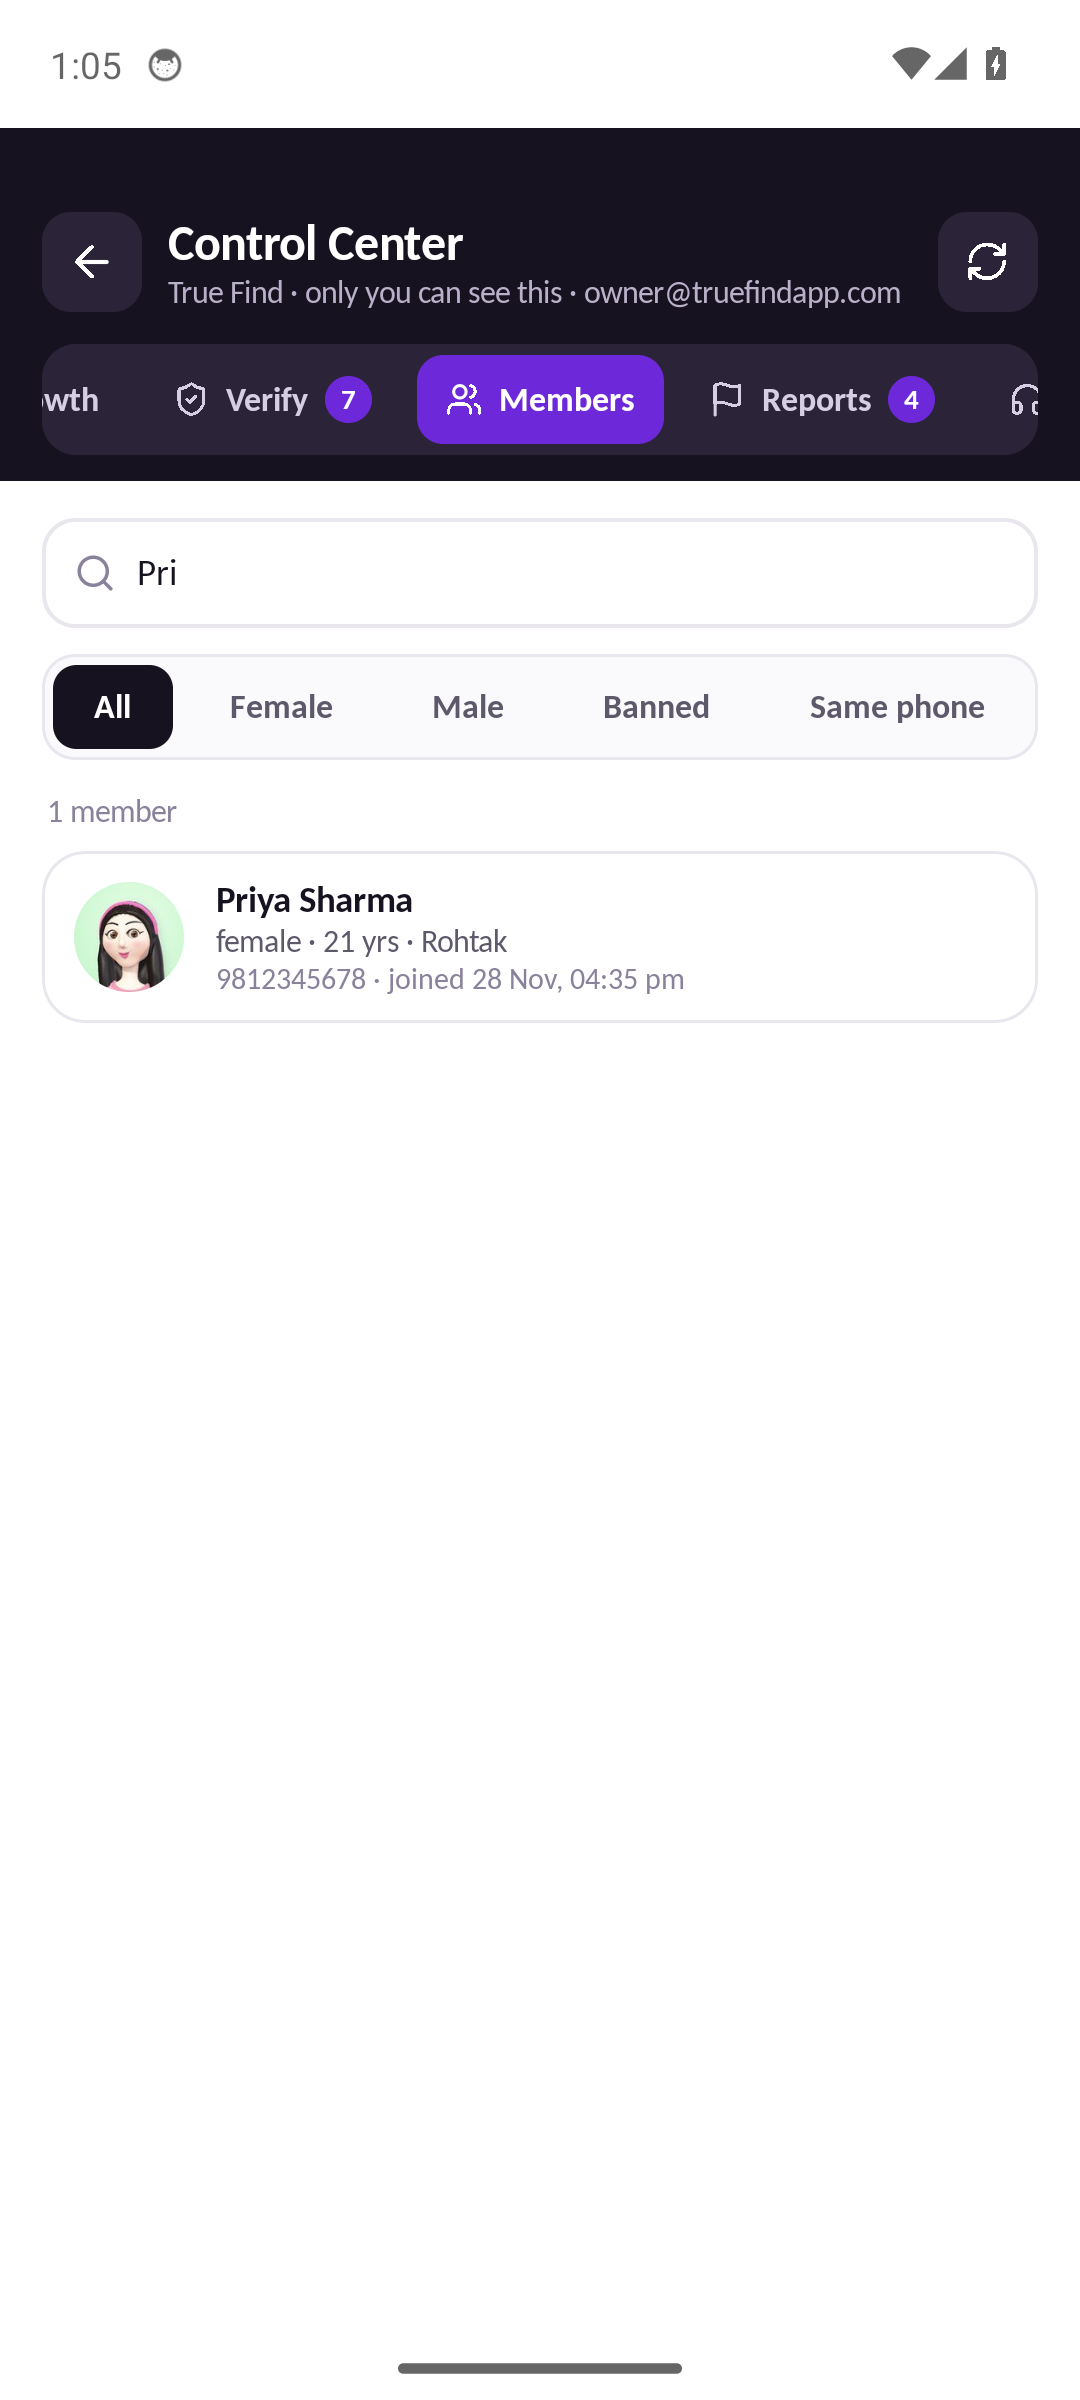 1:05
Control Center
True Find · only you can see this · owner@truefindapp.com
owth
Verify 7
Members
Reports 4
Pri
All
Female
Male
Banned
Same phone
1 member
Priya Sharma
female · 21 yrs · Rohtak
9812345678 · joined 28 Nov, 04:35 pm